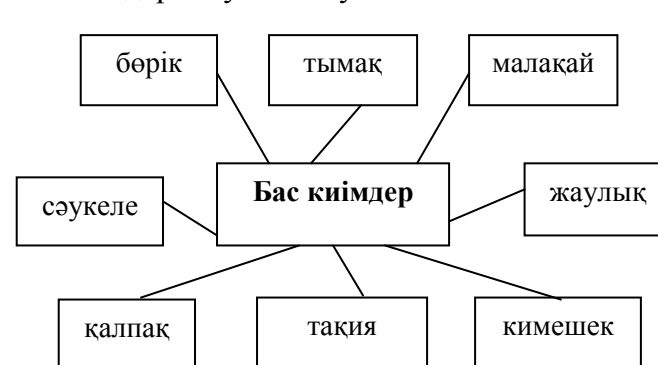 бөрік
тымақ
малақай
Бас киімдер
сәукеле
жаулық
қалпақ
тақия
кимешек